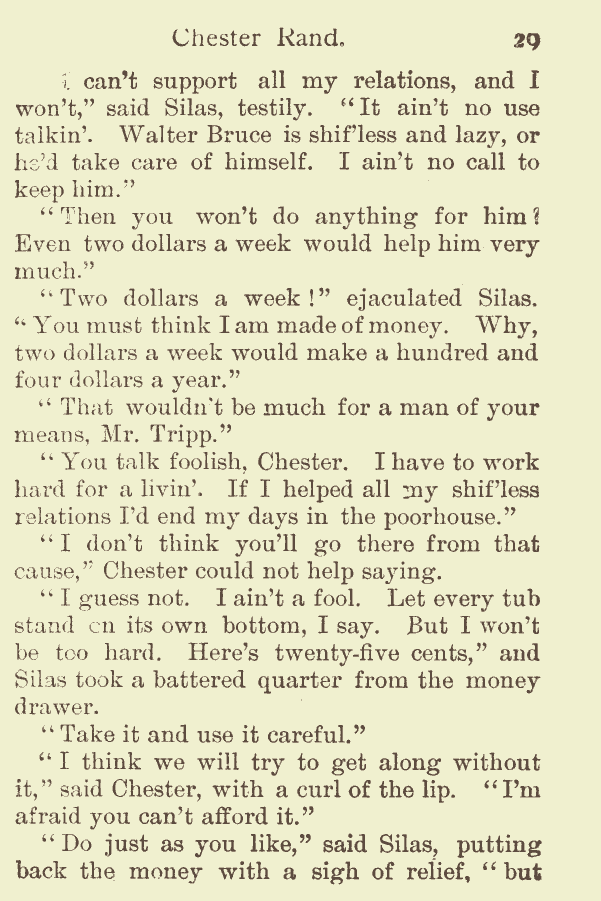 Chester Rand. 29
I can't support all my relations, and I
won't," said Silas, testily. "It ain't no use
talkin'. Walter Bruce is shif'less and lazy, or
he'd take care of himself. I ain't no call to
keep him."
"Then you won't do anything for him?
Even two dollars a week would help him very
much."
"Two dollars a week!" ejaculated Silas.
"You must think I am made of money. Why,
two dollars a week would make a hundred and
four dollars a year."
"That wouldn't be much for a man of your
means, Mr. Tripp."
"You talk foolish, Chester. I have to work
hard for a livin'. If I helped all my shif'less
relations I'd end my days in the poorhouse."
"I don't think you'll go there from that
cause," Chester could not help saying.
"I guess not. I ain't a fool. Let every tub
stand on its own bottom, I say. But I won't
be too hard. Here's twenty-five cents," and
Silas took a battered quarter from the money
drawer.
"Take it and use it careful."
"I think we will try to get along without
it," said Chester, with a curl of the lip. "I'm
afraid you can't afford it."
"Do just as you like," said Silas, putting
back the money with a sigh of relief, "but